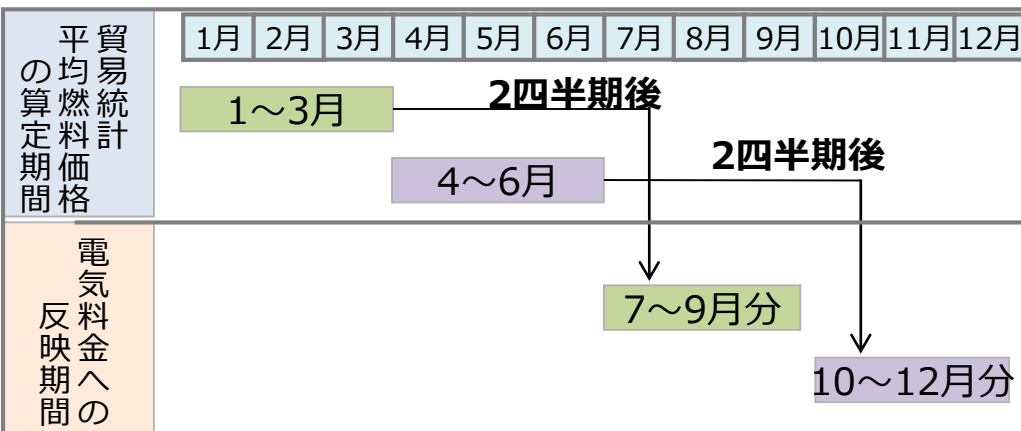 貿易統計
平均燃料価格
の算定期間
1月 2月 3月 4月 5月 6月 7月 8月 9月 10月 11月 12月
1～3月
2四半期後
4～6月
2四半期後
電気料金への
反映期間
7～9月分
10～12月分